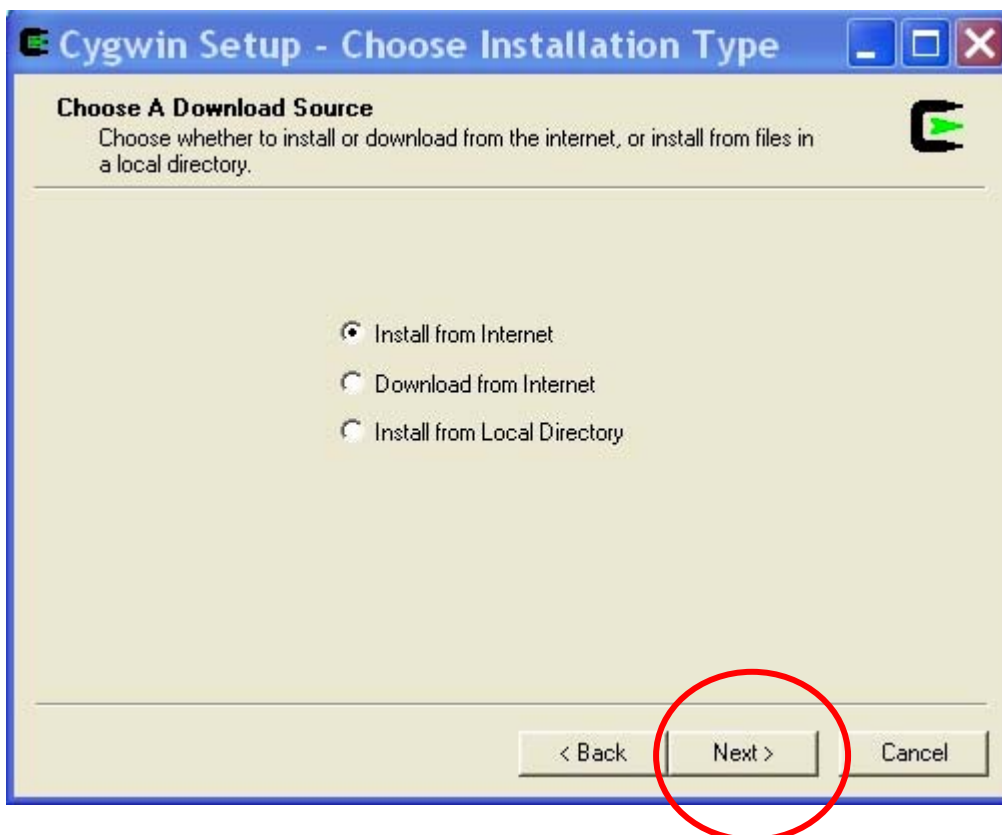 Cygwin Setup - Choose Installation Type
Choose A Download Source
Choose whether to install or download from the internet, or install from files in
a local directory.
Install from Internet
Download from Internet
Install from Local Directory
< Back
Next >
Cancel